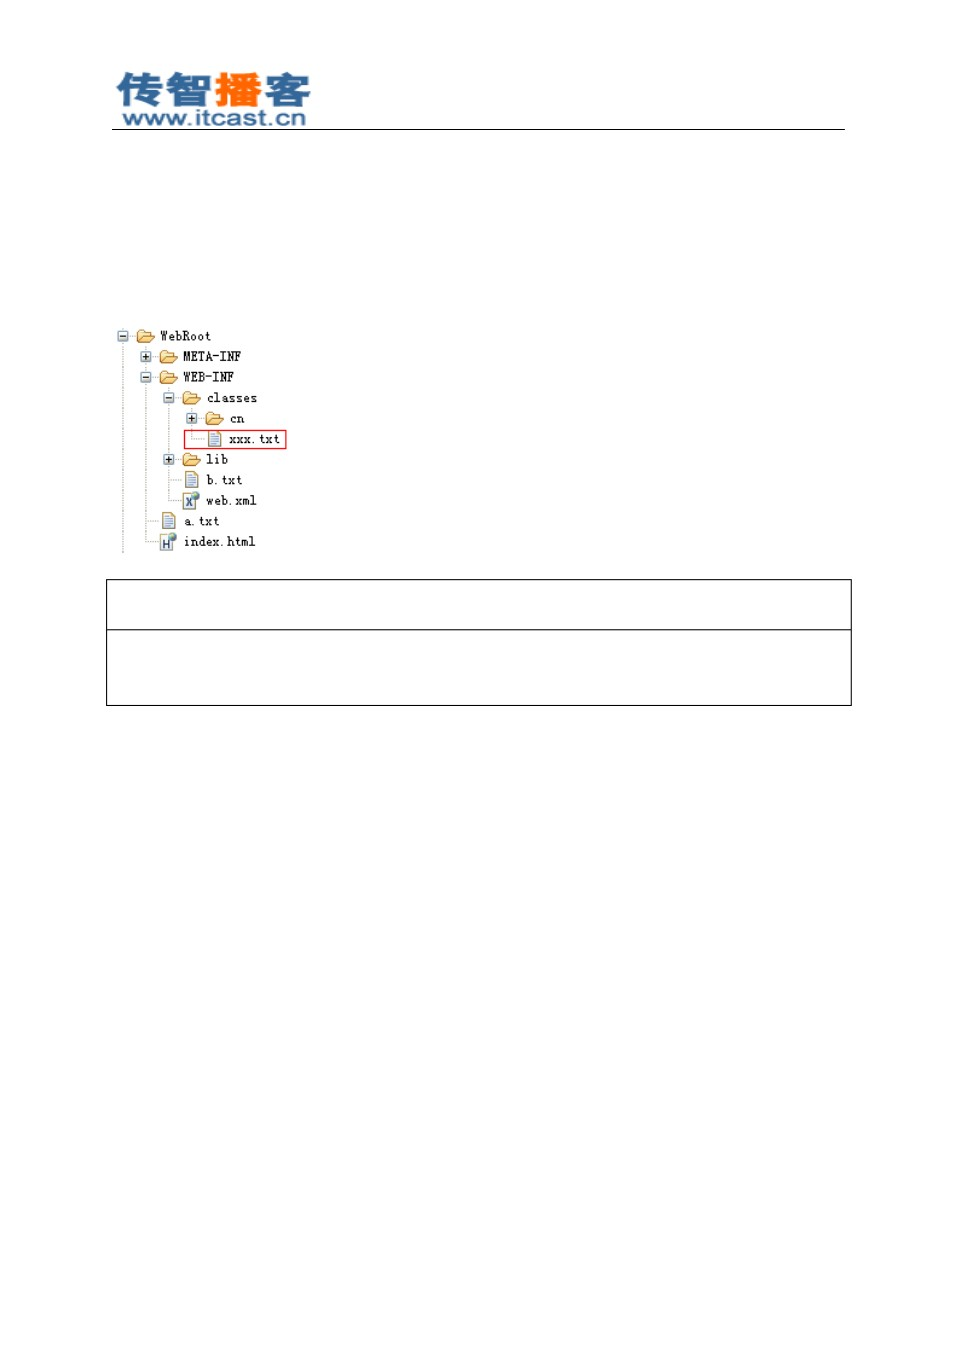 传智播客
www.itcast.cn
WebRoot
META-INF
WEB-INF
classes
cn
xxx.txt
lib
b.txt
web.xml
a.txt
index.html